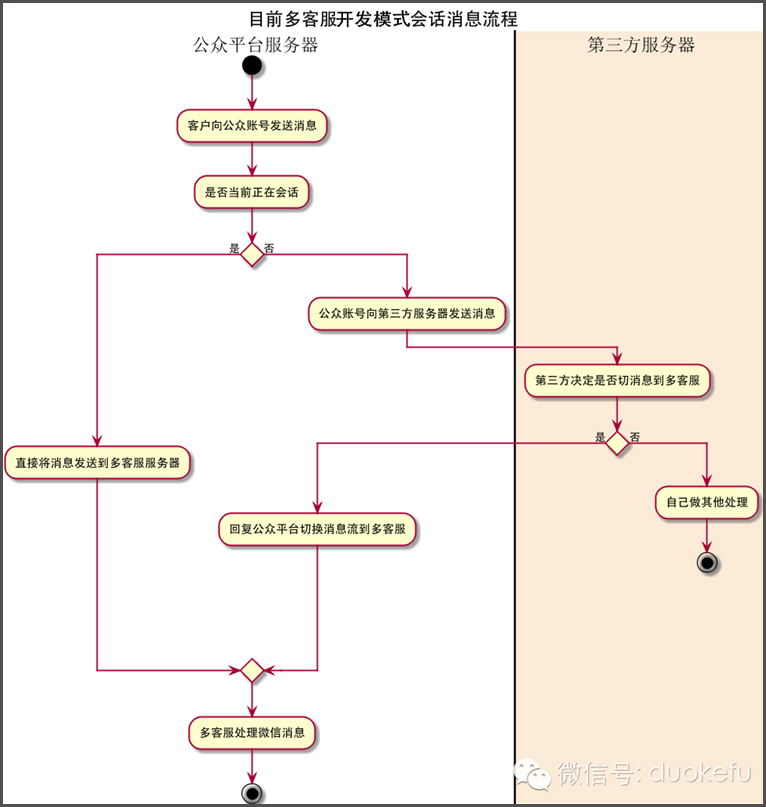 目前多客服开发模式会话消息流程
公众平台服务器
第三方服务器
客户向公众账号发送消息
是否当前正在会话
是
否
公众账号向第三方服务器发送消息
第三方决定是否切消息到多客服
是
否
直接将消息发送到多客服服务器
自己做其他处理
回复公众平台切换消息流到多客服
多客服处理微信消息
微信号: duokefu